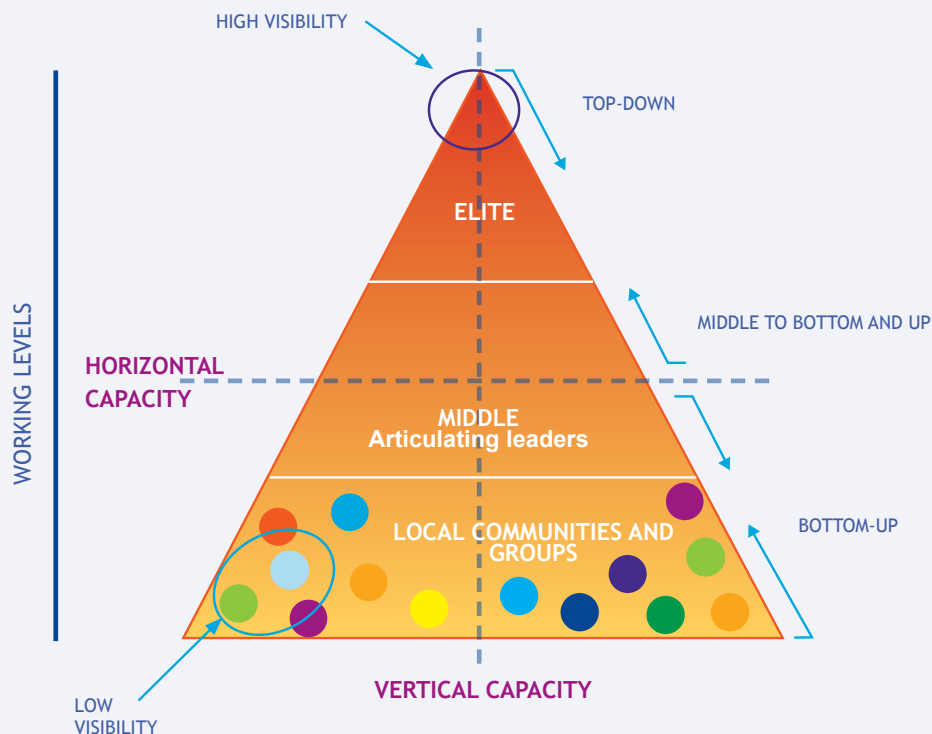 HIGH VISIBILITY
TOP-DOWN
ELITE
WORKING LEVELS
MIDDLE TO BOTTOM AND UP
HORIZONTAL
CAPACITY
MIDDLE
Articulating leaders
LOCAL COMMUNITIES AND
GROUPS
BOTTOM-UP
VERTICAL CAPACITY
LOW
VISIBILITY